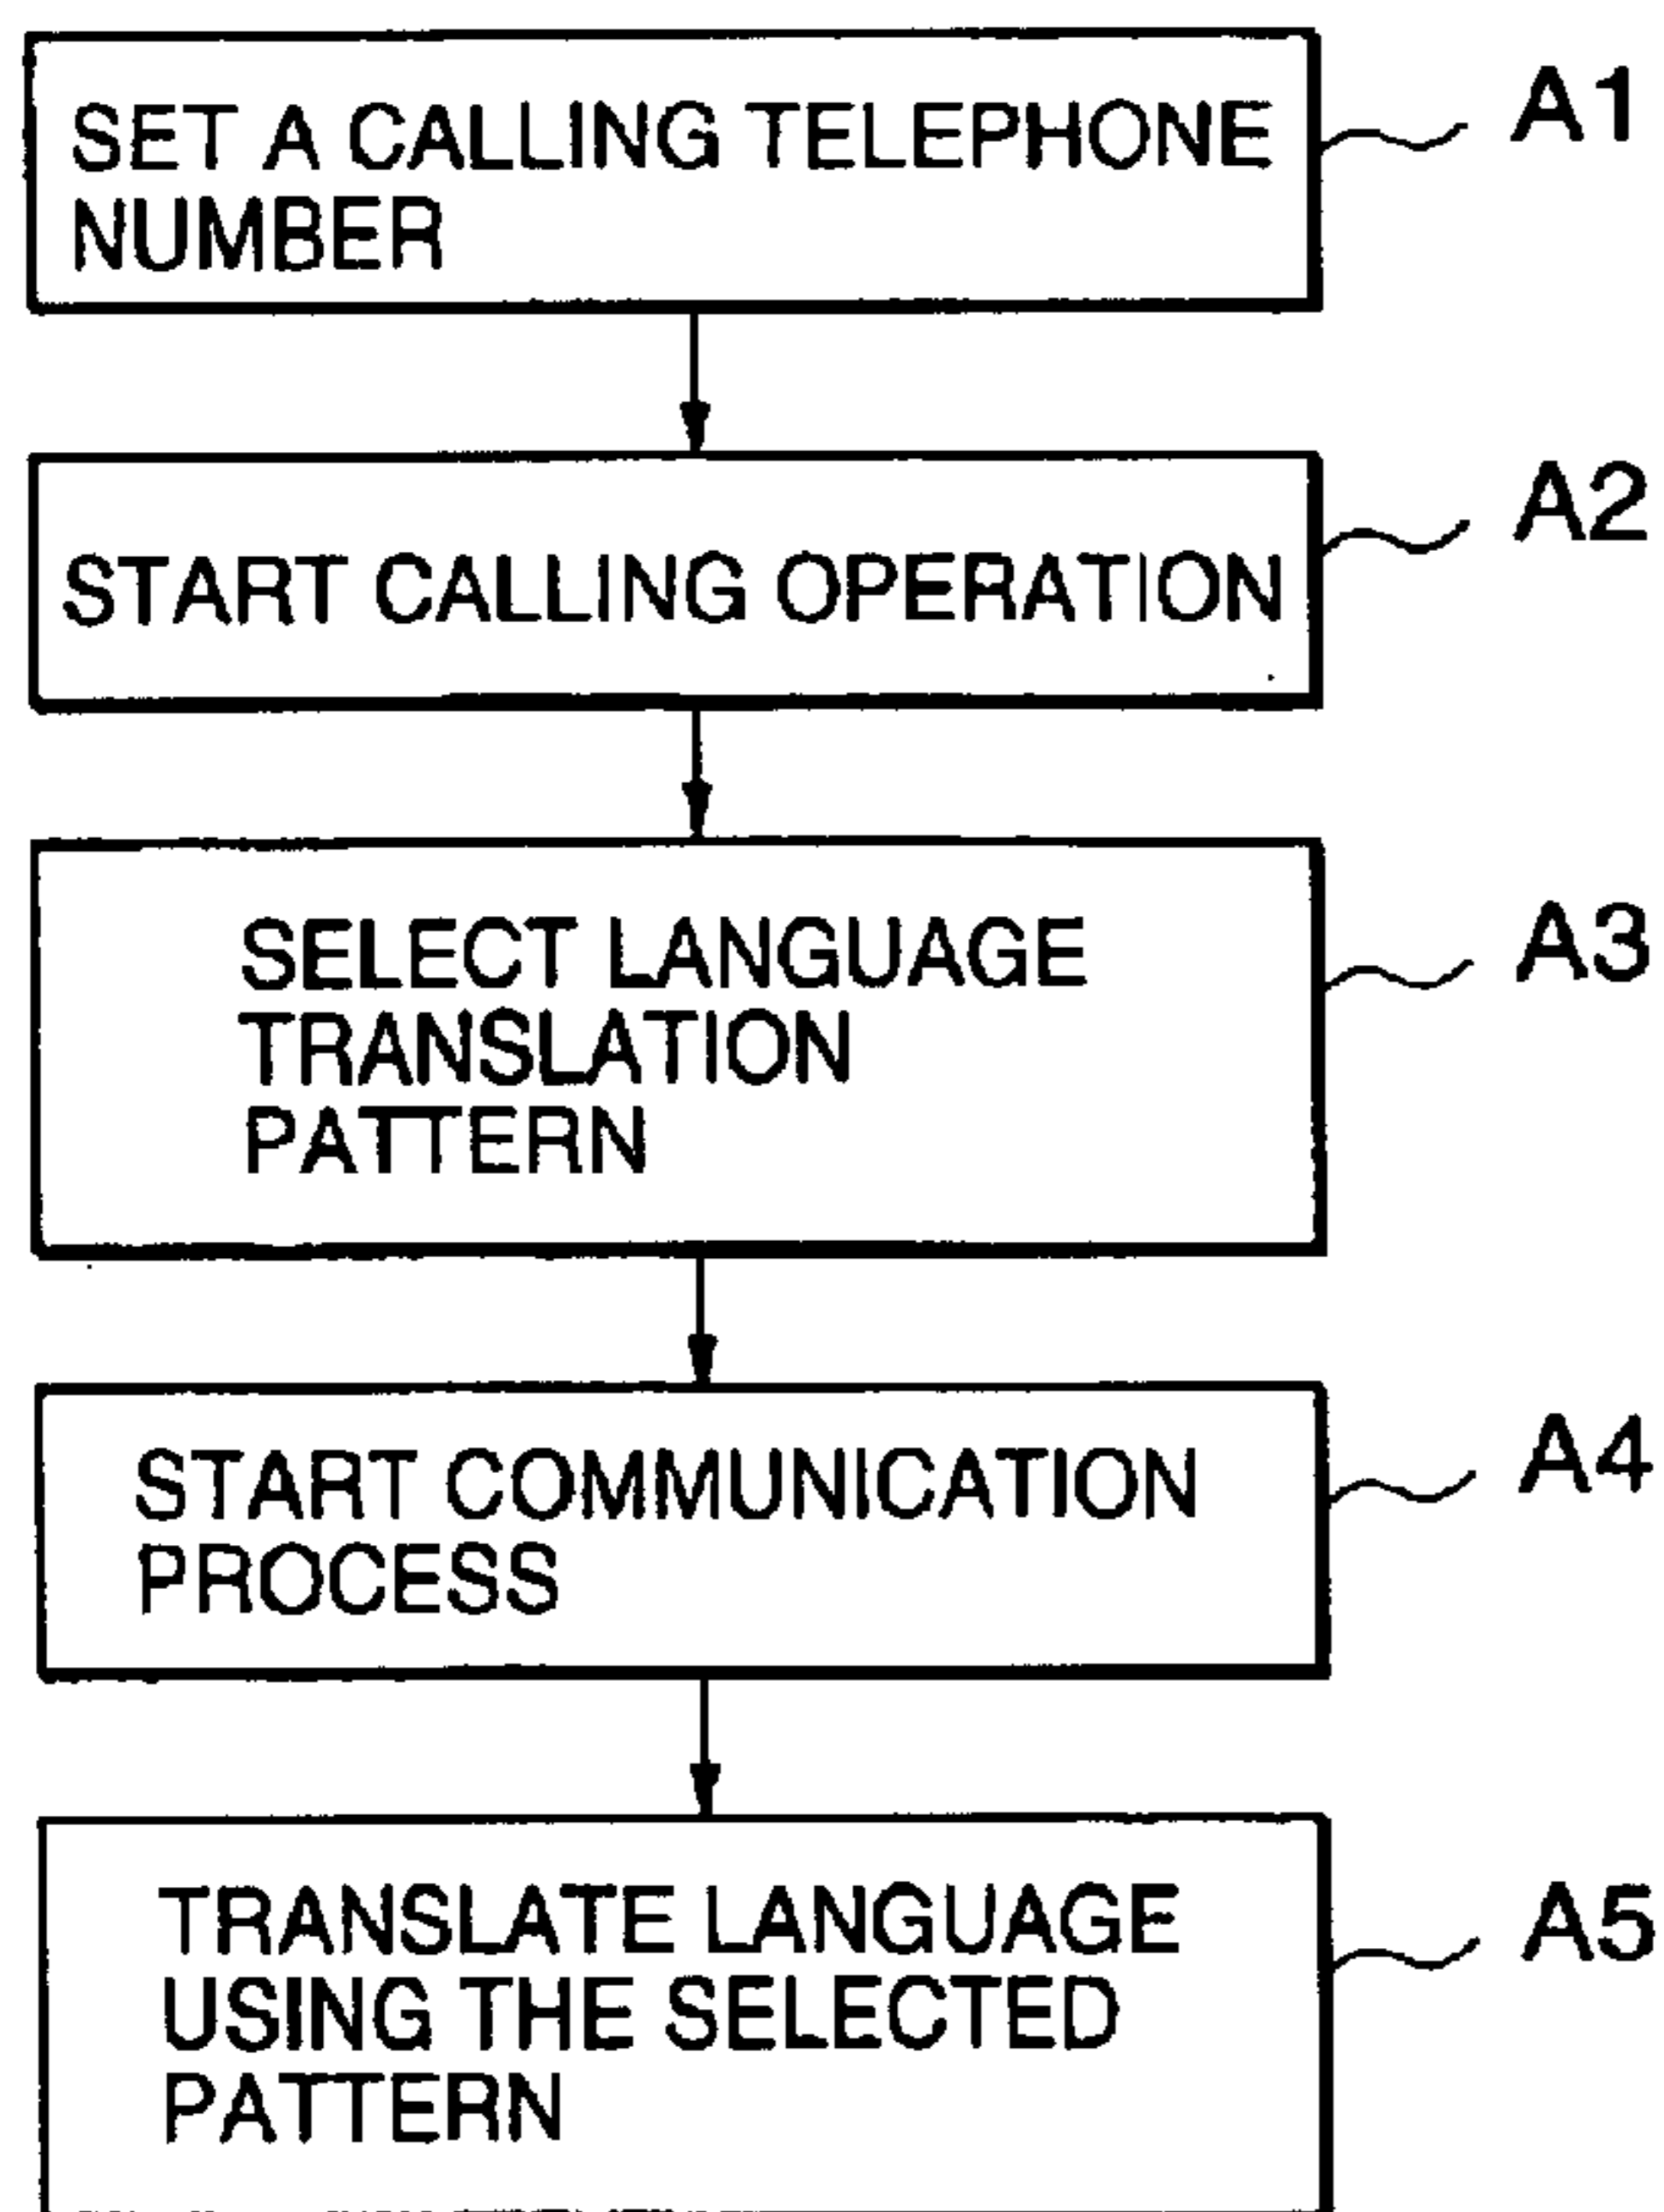 SET A CALLING TELEPHONE
NUMBER
A1
START CALLING OPERATION
A2
SELECT LANGUAGE
TRANSLATION
PATTERN
A3
START COMMUNICATION
PROCESS
A4
TRANSLATE LANGUAGE
USING THE SELECTED
PATTERN
A5